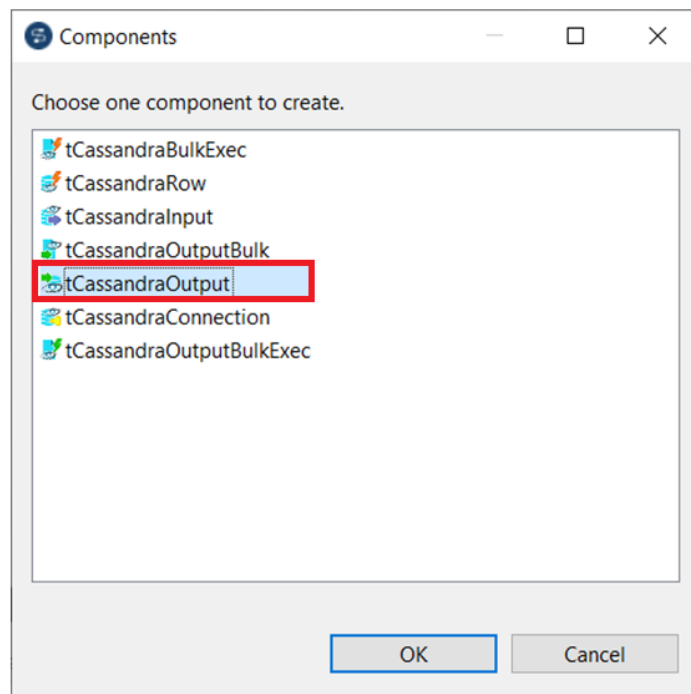 Components
Choose one component to create.
tCassandraBulkExec
tCassandraRow
tCassandraInput
tCassandraOutputBulk
tCassandraOutput
tCassandraConnection
tCassandraOutputBulkExec
OK Cancel